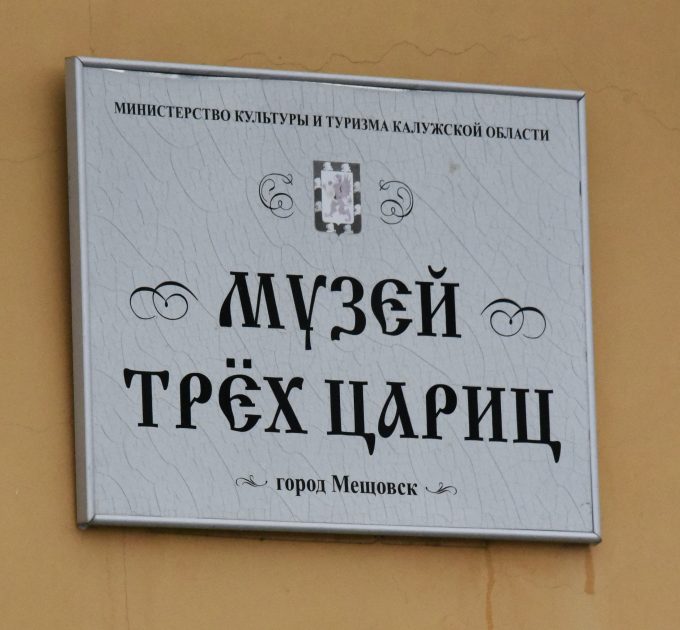 МИНИСТЕРСТВО КУЛЬТУРЫ И ТУРИЗМА КАЛУЖСКОЙ ОБЛАСТИ
МУЗЕЙ
ТРЁХ ЦАРИЦ
город Мещовск